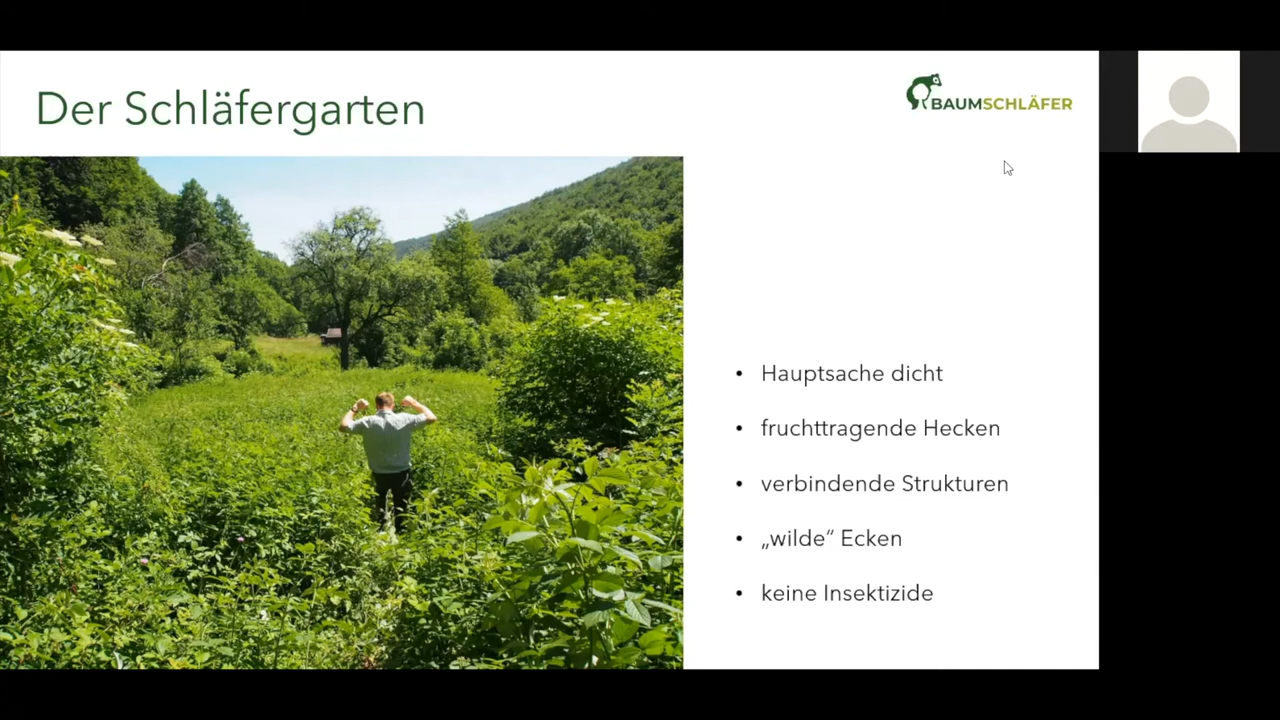 Der Schläfergarten
BAUMSCHLÄFER
• Hauptsache dicht
• fruchttragende Hecken
• verbindende Strukturen
• „wilde“ Ecken
• keine Insektizide